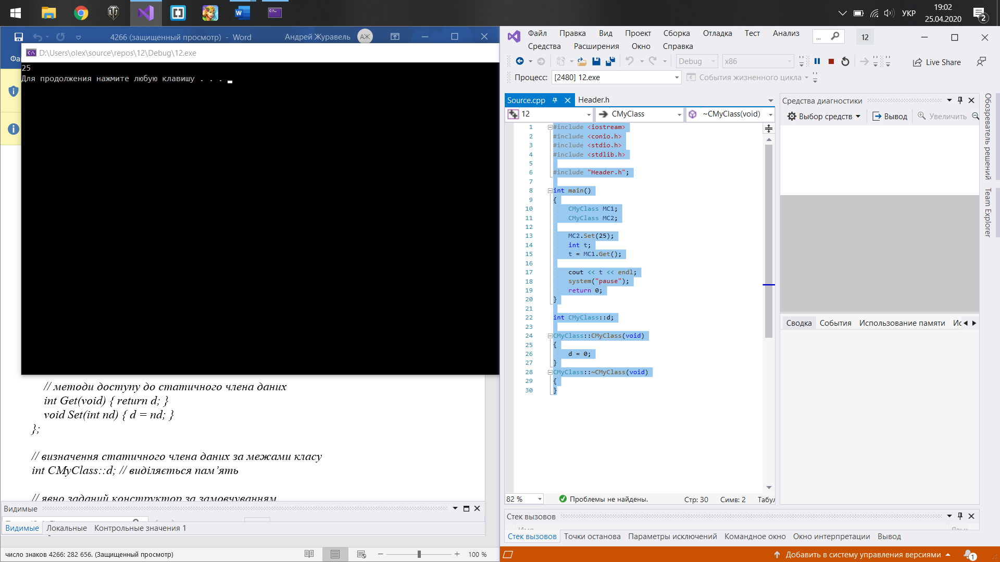 УКР
19:02
25.04.2020
2
4266 (защищенный просмотр) - Word
Андрей Журавель
АЖ
D:\Users\olex\source\repos\12\Debug\12.exe
25
Для продолжения нажмите любую клавишу . . .
// методи доступу до статичного члена даних
int Get(void) { return d; }
void Set(int nd) { d = nd; }
};
// визначення статичного члена даних за межами класу
int CMyClass::d; // виділяється пам’ять
// явно заданий конструктор за замовчуванням
Видимые
Видимые Локальные Контрольные значения 1
число знаков 4266: 282 656. (Защищенный просмотр)
100 %
Файл Правка Вид Проект Сборка Отладка Тест Анализ
Средства Расширения Окно Справка
... 12
Debug x86
Live Share
Процесс: [2480] 12.exe
События жизненного цикла
Source.cpp Header.h
12 CMyClass ~CMyClass(void)
1 #include <iostream>
2 #include <conio.h>
3 #include <stdio.h>
4 #include <stdlib.h>
5
6 #include "Header.h";
7
8 int main()
9 {
10 CMyClass MC1;
11 CMyClass MC2;
12
13 MC2.Set(25);
14 int t;
15 t = MC1.Get();
16
17 cout << t << endl;
18 system("pause");
19 return 0;
20 }
21
22 int CMyClass::d;
23
24 CMyClass::CMyClass(void)
25 {
26 d = 0;
27 }
28 CMyClass::~CMyClass(void)
29 {
30 }
82 % Проблемы не найдены. Стр: 30 Симв: 2 Табул
Средства диагностики
Выбор средств Вывод Увеличить
Сводка События Использование памяти Ис
Обозреватель решений
Team Explorer
Стек вызовов
Стек вызовов Точки останова Параметры исключений Командное окно Окно интерпретации Вывод
Добавить в систему управления версиями
1